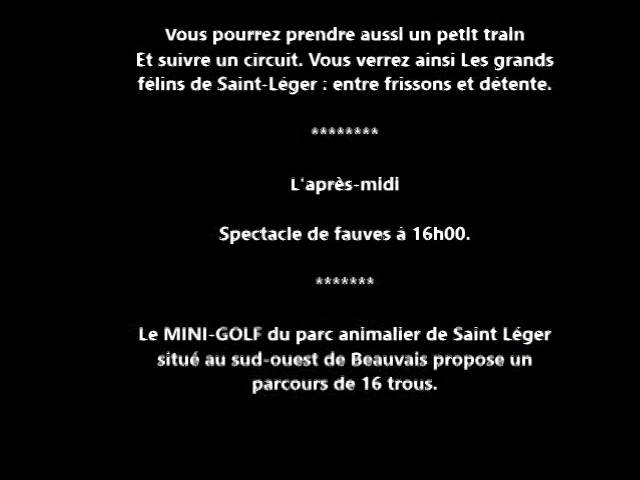 Vous pourrez prendre aussi un petit train
Et suivre un circuit. Vous verrez ainsi Les grands
félins de Saint-Léger : entre frissons et détente.
********
L'après-midi
Spectacle de fauves à 16h00.
*******
Le MINI-GOLF du parc animalier de Saint Léger
situé au sud-ouest de Beauvais propose un
parcours de 16 trous.